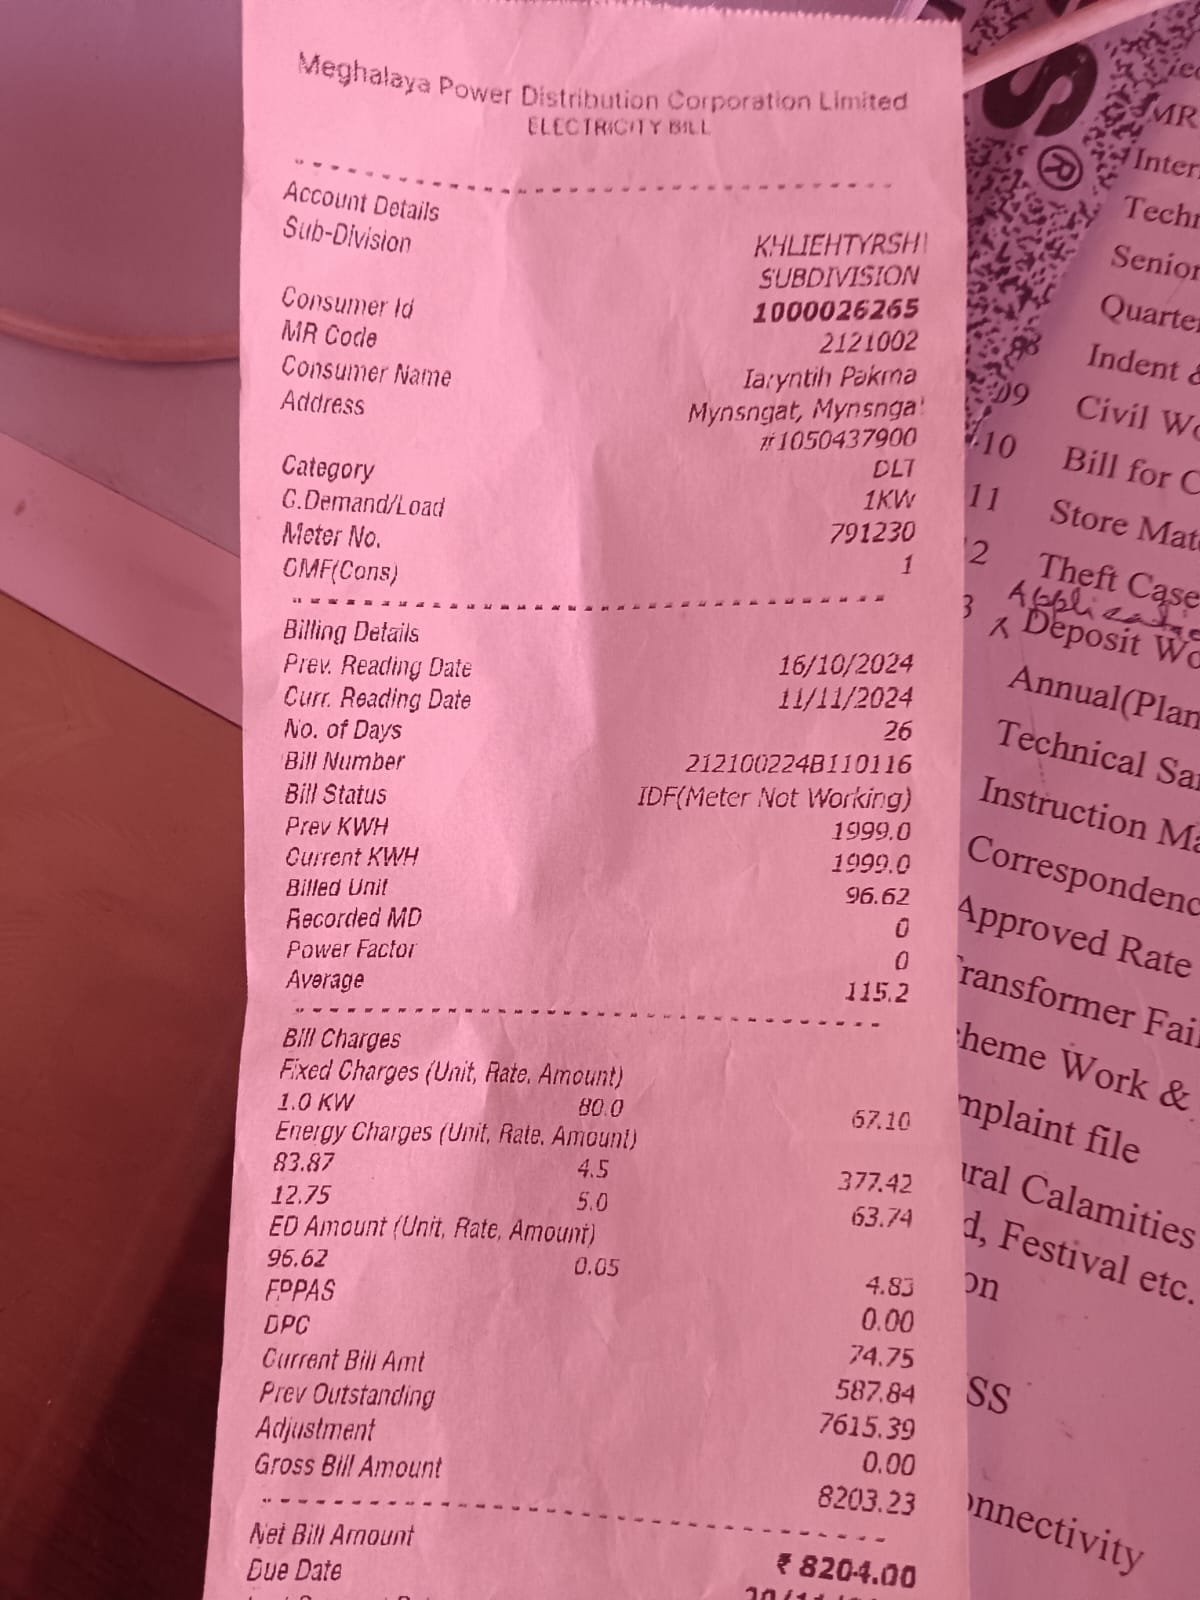 Meghalaya Power Distribution Corporation Limited
ELECTRICITY BILL
Account Details
Sub-Division KHLIEHTYRSHI
SUBDIVISION
Consumer Id 1000026265
MR Code 2121002
Consumer Name Iaryntih Pakma
Address Mynsngat, Mynsnga
#1050437900
Category DLT
C.Demand/Load 1KW
Meter No. 791230
CMF(Cons) 1
Billing Details
Prev. Reading Date 16/10/2024
Curr. Reading Date 11/11/2024
No. of Days 26
Bill Number 212100224B110116
Bill Status IDF(Meter Not Working)
Prev KWH 1999.0
Current KWH 1999.0
Billed Unit 96.62
Recorded MD 0
Power Factor 0
Average 115.2
Bill Charges
Fixed Charges (Unit, Rate, Amount)
1.0 KW 80.0 67.10
Energy Charges (Unit, Rate, Amount)
83.87 4.5 377.42
12.75 5.0 63.74
ED Amount (Unit, Rate, Amount)
96.62 0.05 4.83
FPPAS 0.00
DPC 74.75
Current Bill Amt 587.84
Prev Outstanding 7615.39
Adjustment 0.00
Gross Bill Amount 8203.23
Net Bill Amount ₹ 8204.00
Due Date
S®
MR
Inter
Techn
Senior
Quarte
98 Indent &
09 Civil Wo
10 Bill for C
11 Store Mat
2 Theft Case
3 Deposit Wo
Annual(Plan
Technical Sa
Instruction Ma
Correspondenc
Approved Rate
Transformer Fai
cheme Work &
mplaint file
ural Calamities
d, Festival etc.
on
SS
onnectivity